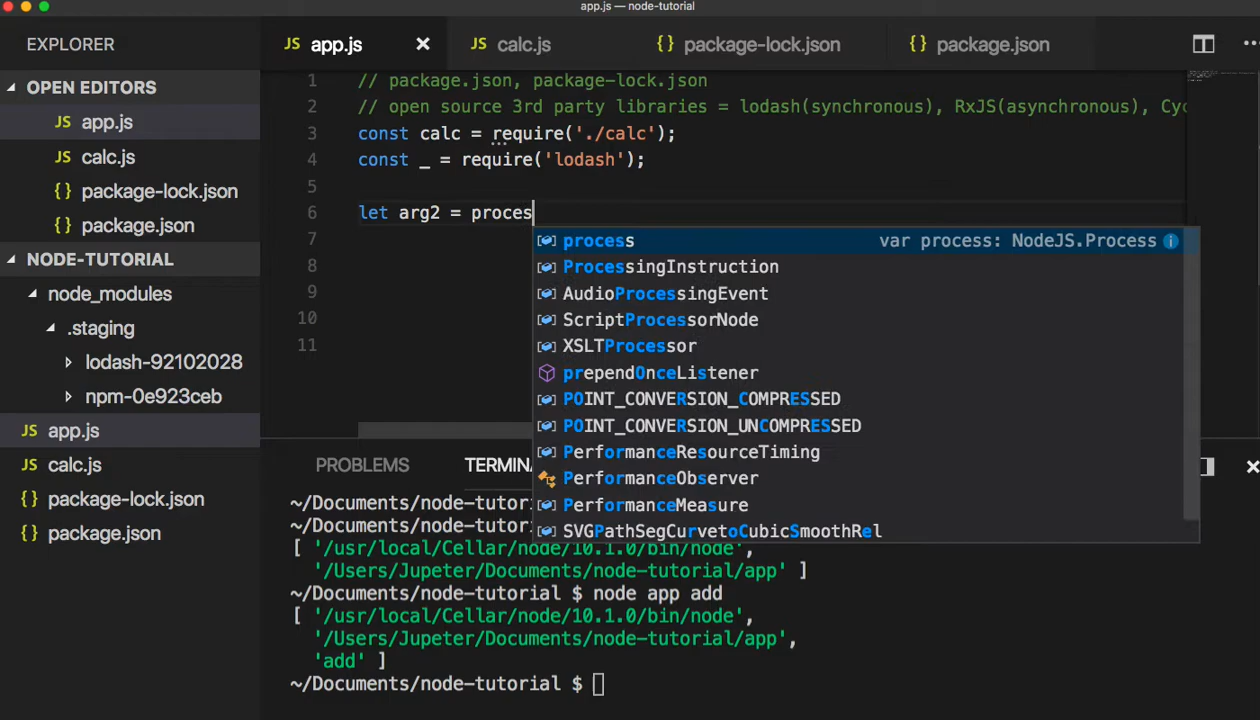 app.js — node-tutorial
EXPLORER
OPEN EDITORS
JS app.js
JS calc.js
{} package-lock.json
{} package.json
NODE-TUTORIAL
node_modules
.staging
lodash-92102028
npm-0e923ceb
JS app.js
JS calc.js
{} package-lock.json
{} package.json
JS app.js
JS calc.js
{} package-lock.json
{} package.json
1 // package.json, package-lock.json
2 // open source 3rd party libraries = lodash(synchronous), RxJS(asynchronous), Cyc
3 const calc = require('./calc');
4 const _ = require('lodash');
5
6 let arg2 = proces
7
8
9
10
11
process var process: NodeJS.Process
ProcessingInstruction
AudioProcessingEvent
ScriptProcessorNode
XSLTProcessor
prependOnceListener
POINT_CONVERSION_COMPRESSED
POINT_CONVERSION_UNCOMPRESSED
PerformanceResourceTiming
PerformanceObserver
PerformanceMeasure
SVGPathSegCurvetoCubicSmoothRel
PROBLEMS TERMINA
~/Documents/node-tutori
~/Documents/node-tutori
[ '/usr/local/Cellar/node/10.1.0/bin/node',
'/Users/Jupeter/Documents/node-tutorial/app' ]
~/Documents/node-tutorial $ node app add
[ '/usr/local/Cellar/node/10.1.0/bin/node',
'/Users/Jupeter/Documents/node-tutorial/app',
'add' ]
~/Documents/node-tutorial $